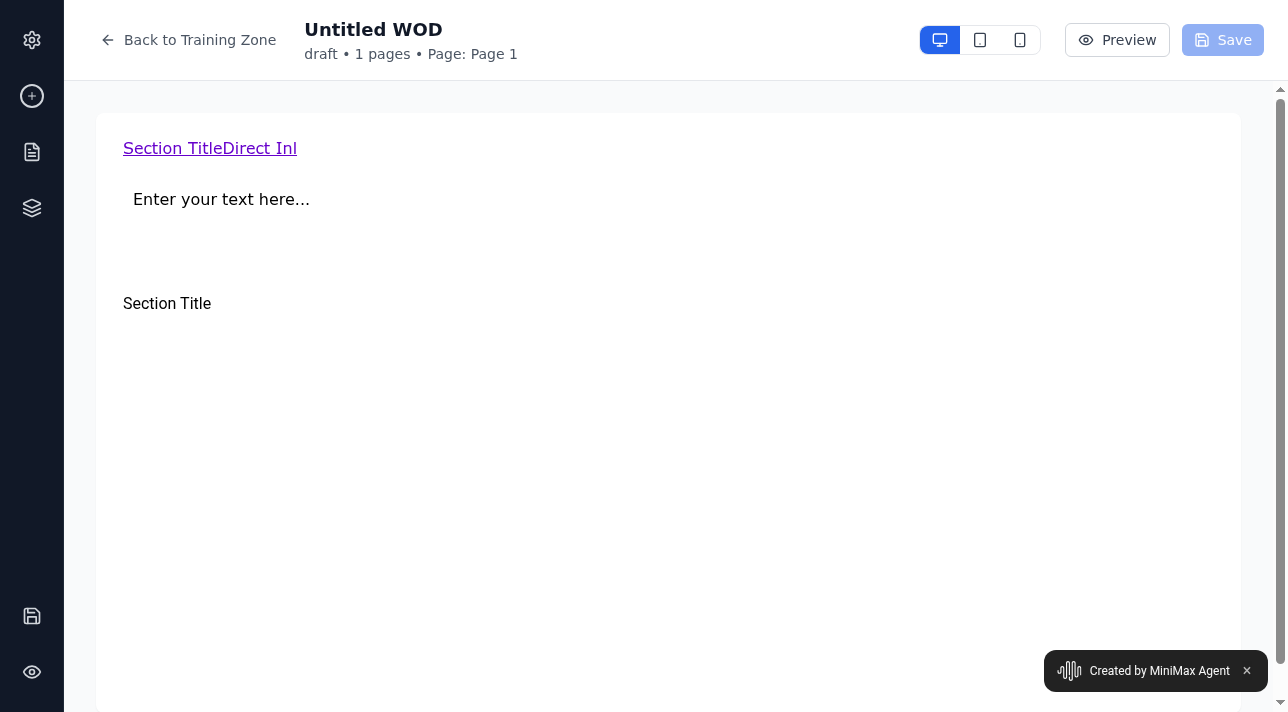 Back to Training Zone
Untitled WOD
draft • 1 pages • Page: Page 1
Preview
Save
Section TitleDirect Inl
Enter your text here...
Section Title
Created by MiniMax Agent